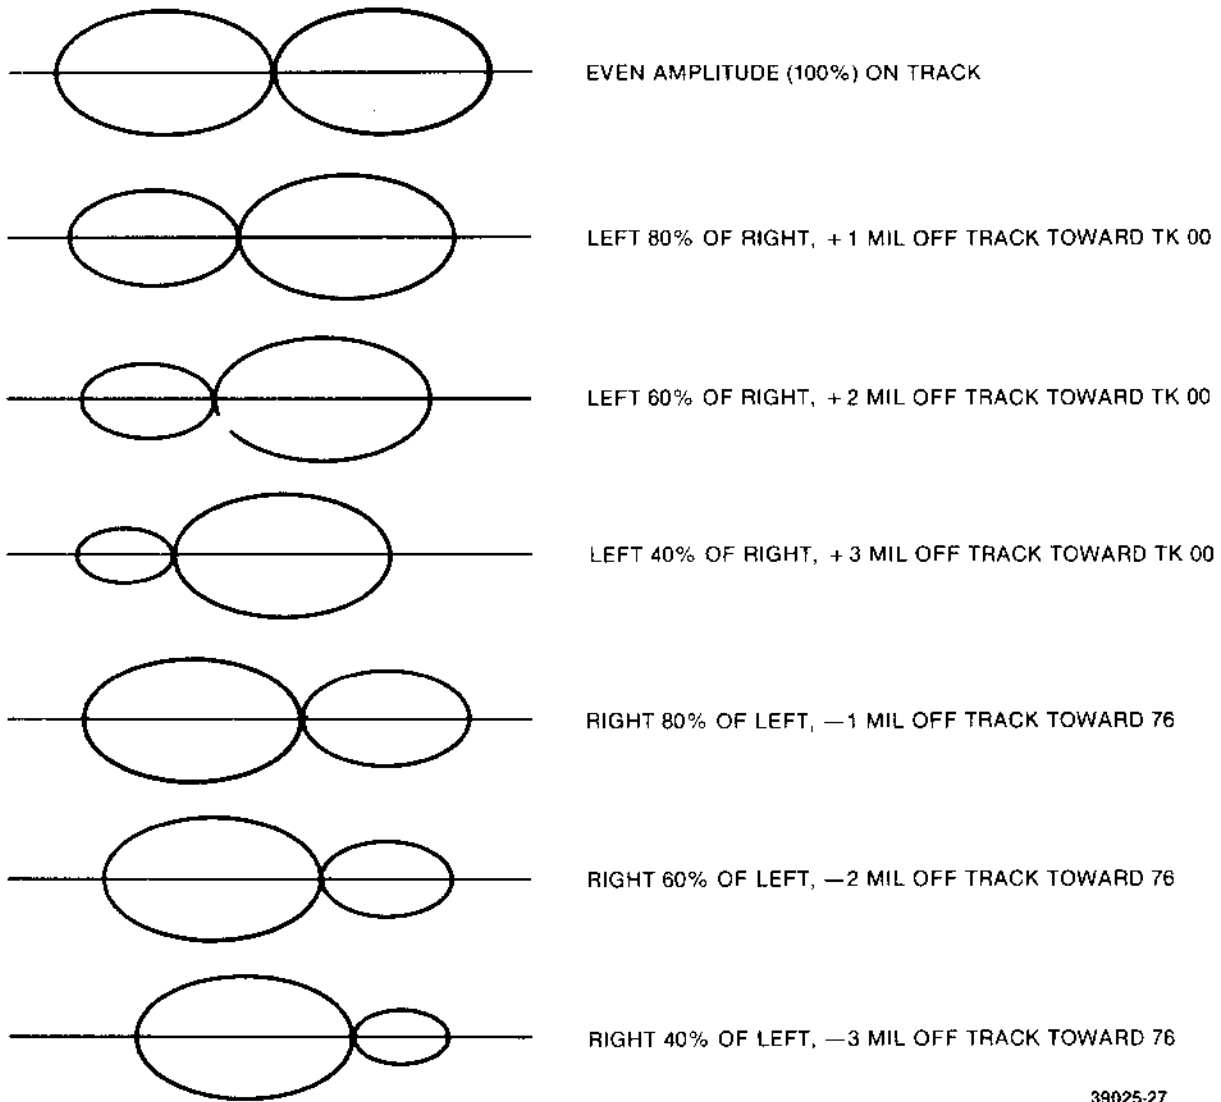 EVEN AMPLITUDE (100%) ON TRACK
LEFT 80% OF RIGHT, + 1 MIL OFF TRACK TOWARD TK 00
LEFT 60% OF RIGHT, + 2 MIL OFF TRACK TOWARD TK 00
LEFT 40% OF RIGHT, + 3 MIL OFF TRACK TOWARD TK 00
RIGHT 80% OF LEFT, —1 MIL OFF TRACK TOWARD 76
RIGHT 60% OF LEFT, —2 MIL OFF TRACK TOWARD 76
RIGHT 40% OF LEFT, —3 MIL OFF TRACK TOWARD 76
39025-27